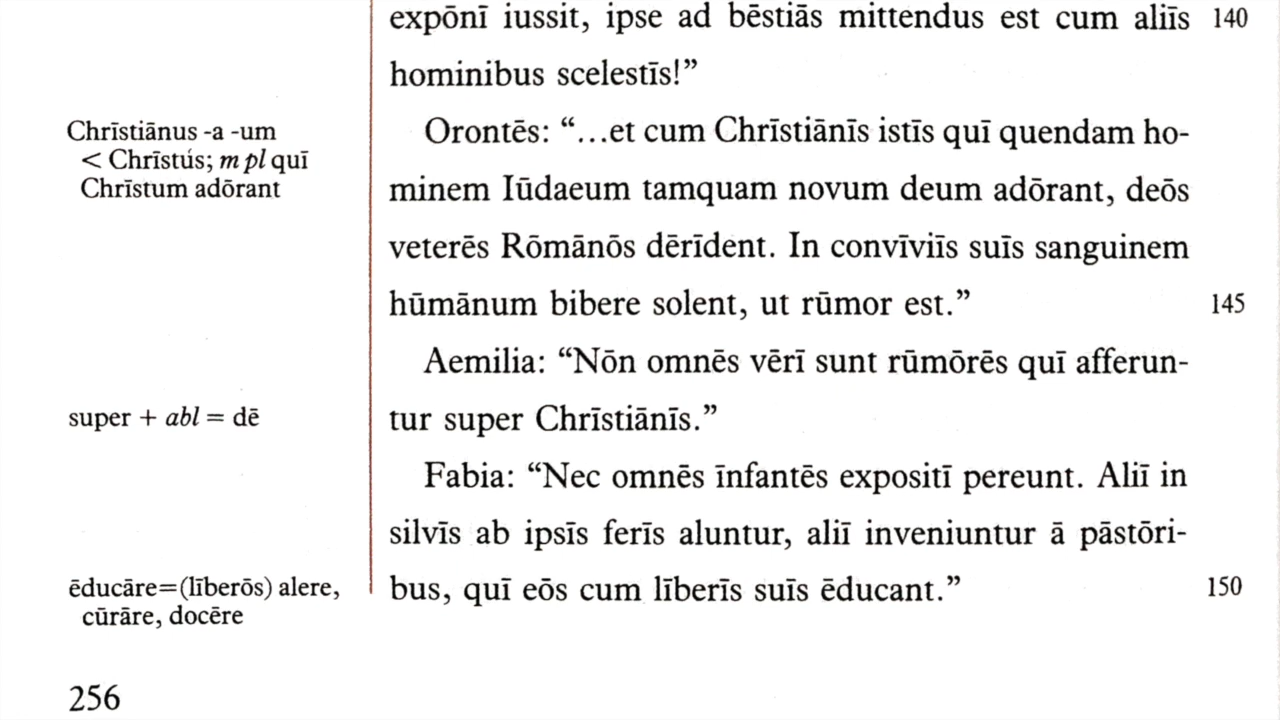 expōnī iussit, ipse ad bēstiās mittendus est cum aliīs 140
hominibus scelestīs!”
Chrīstiānus -a -um
< Chrīstus; m pl quī
Chrīstum adōrant
Orontēs: “...et cum Chrīstiānīs istīs quī quendam ho-
minem Iūdaeum tamquam novum deum adōrant, deōs
veterēs Rōmānōs dērīdent. In convīviīs suīs sanguinem
hūmānum bibere solent, ut rūmor est.” 145
Aemilia: “Nōn omnēs vērī sunt rūmōrēs quī afferun-
super + abl = dē
tur super Chrīstiānīs.”
Fabia: “Nec omnēs īnfantēs expositī pereunt. Aliī in
silvīs ab ipsīs ferīs aluntur, aliī inveniuntur ā pāstōri-
ēducāre=(līberōs) alere,
cūrāre, docēre
bus, quī eōs cum līberīs suīs ēducant.” 150
256